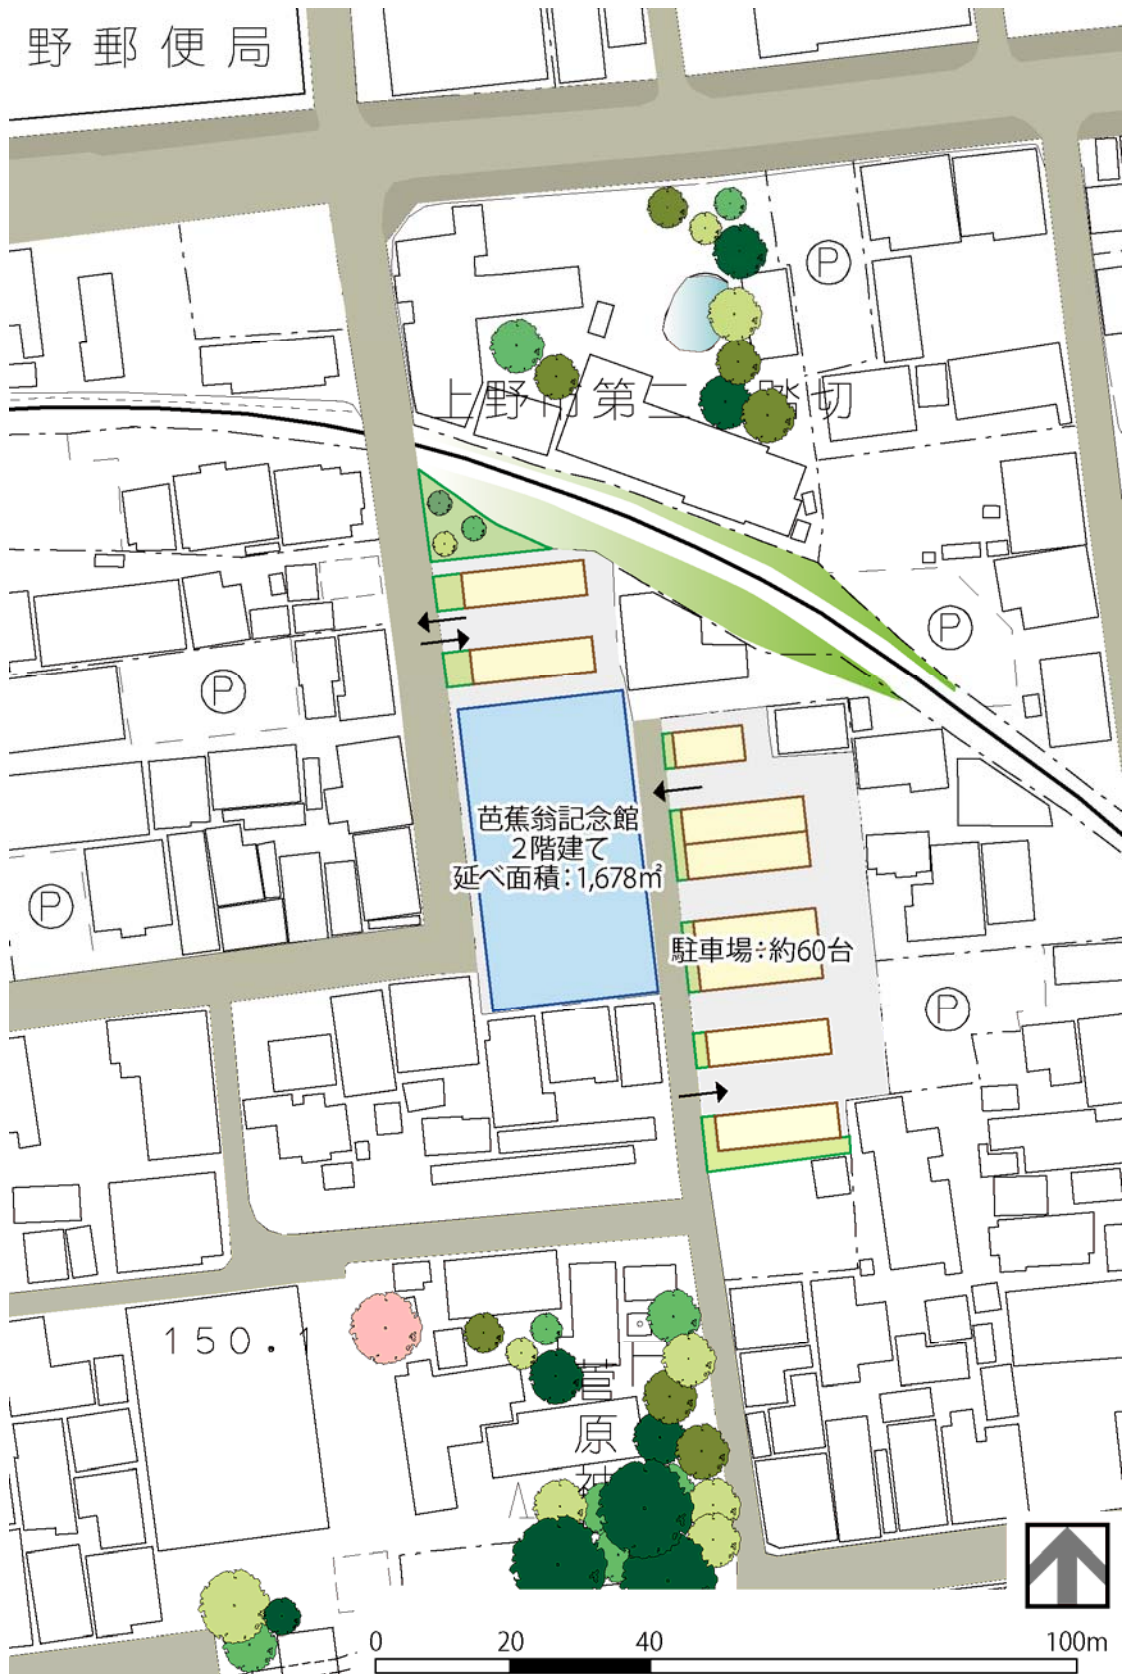 野郵便局
Ⓟ
上野市第二 踏切
Ⓟ
Ⓟ
芭蕉翁記念館
2階建て
延べ面積：1,678㎡
Ⓟ
駐車場：約60台
Ⓟ
150.1
菅原神
0 20 40 100m